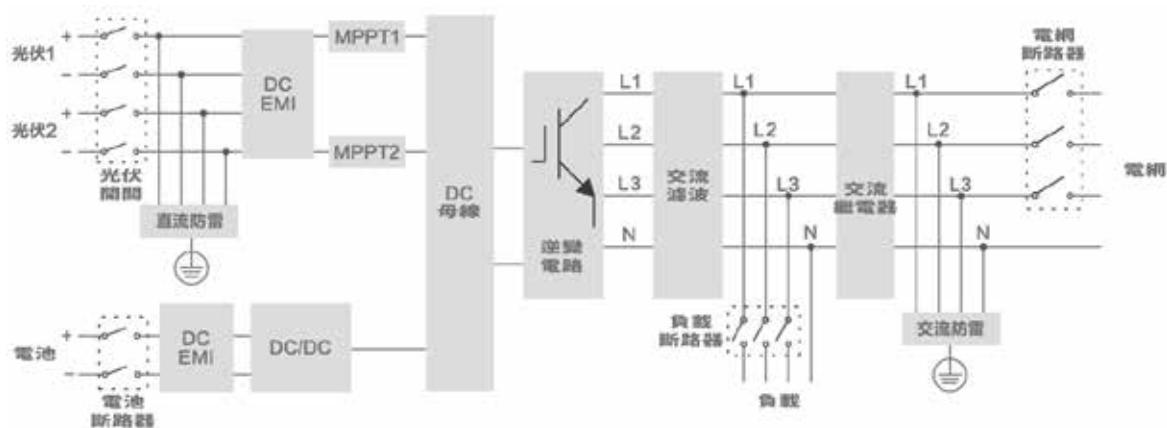 光伏1
+
−
光伏2
+
−
光伏
開関
DC
EMI
MPPT1
MPPT2
直流防雷
DC
母線
電池
+
−
電池
断路器
DC
EMI
DC/DC
逆變
電路
L1
L2
L3
N
交流
濾波
L1
L2
L3
N
負載
斷路器
負載
交流
繼電器
L1
L2
L3
N
交流防雷
電網
斷路器
電網